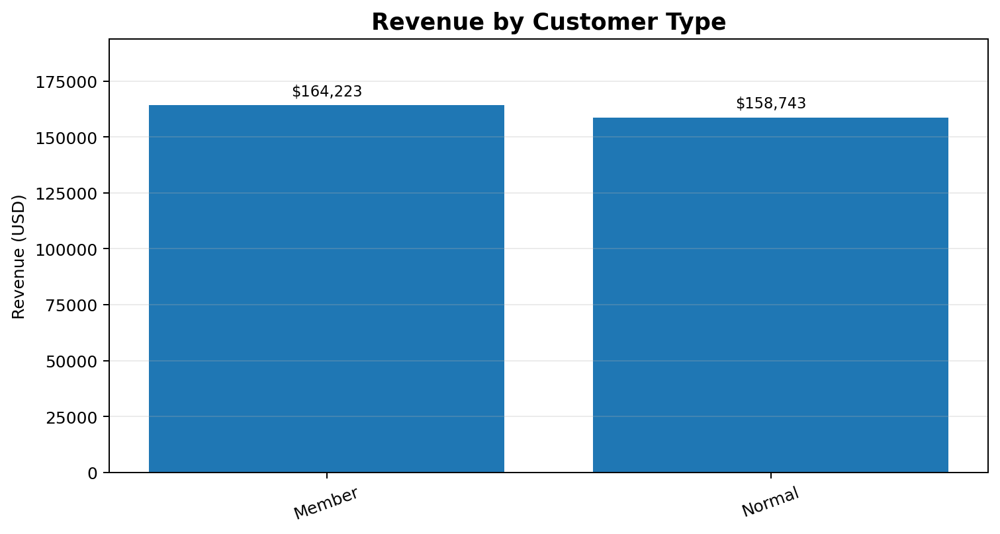 Revenue by Customer Type
Revenue (USD)
175000
150000
125000
100000
75000
50000
25000
0
$164,223
$158,743
Member
Normal